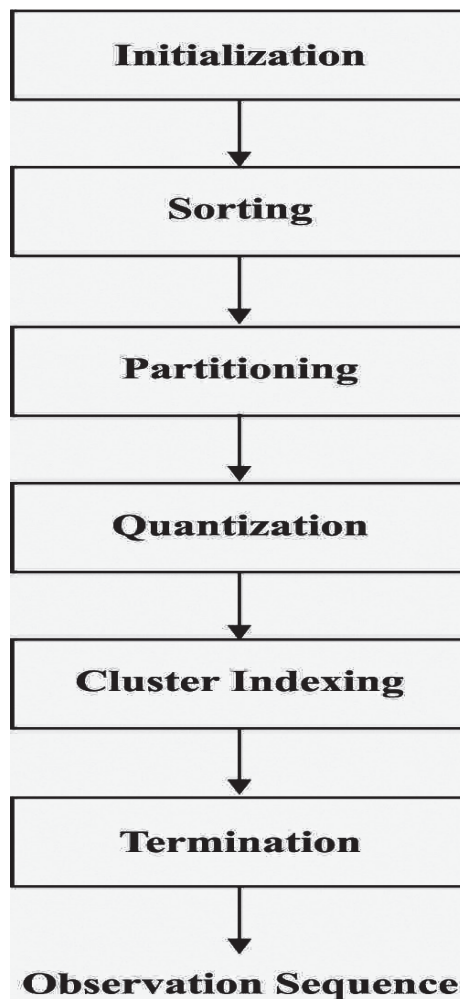 Initialization
Sorting
Partitioning
Quantization
Cluster Indexing
Termination
Observation Sequence